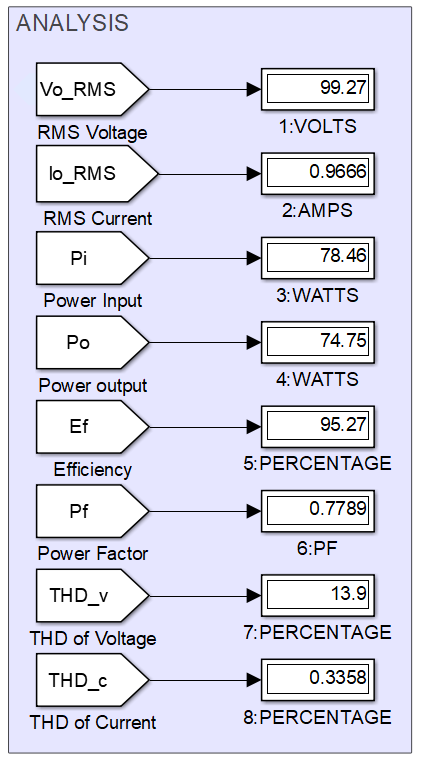 ANALYSIS
Vo_RMS
99.27
RMS Voltage
1:VOLTS
Io_RMS
0.9666
RMS Current
2:AMPS
Pi
78.46
Power Input
3:WATTS
Po
74.75
Power output
4:WATTS
Ef
95.27
Efficiency
5:PERCENTAGE
Pf
0.7789
Power Factor
6:PF
THD_v
13.9
THD of Voltage
7:PERCENTAGE
THD_c
0.3358
THD of Current
8:PERCENTAGE